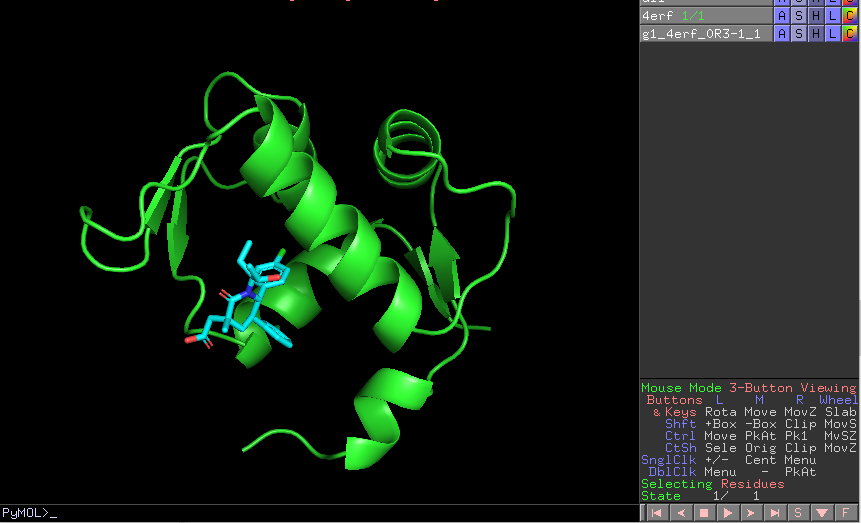 A S H L C
4erf 1/1 A S H L C
g1_4erf_OR3-1_1 A S H L C
Mouse Mode 3-Button Viewing
Buttons L M R Wheel
& Keys Rota Move MovZ Slab
Shft +Box -Box Clip MovS
Ctrl Move PkAt Pk1 MvSZ
CtSh Sele Orig Clip MovZ
SnglClk +/- Cent Menu
DblClk Menu - PkAt
Selecting Residues
State 1/ 1
PyMOL>_
S F